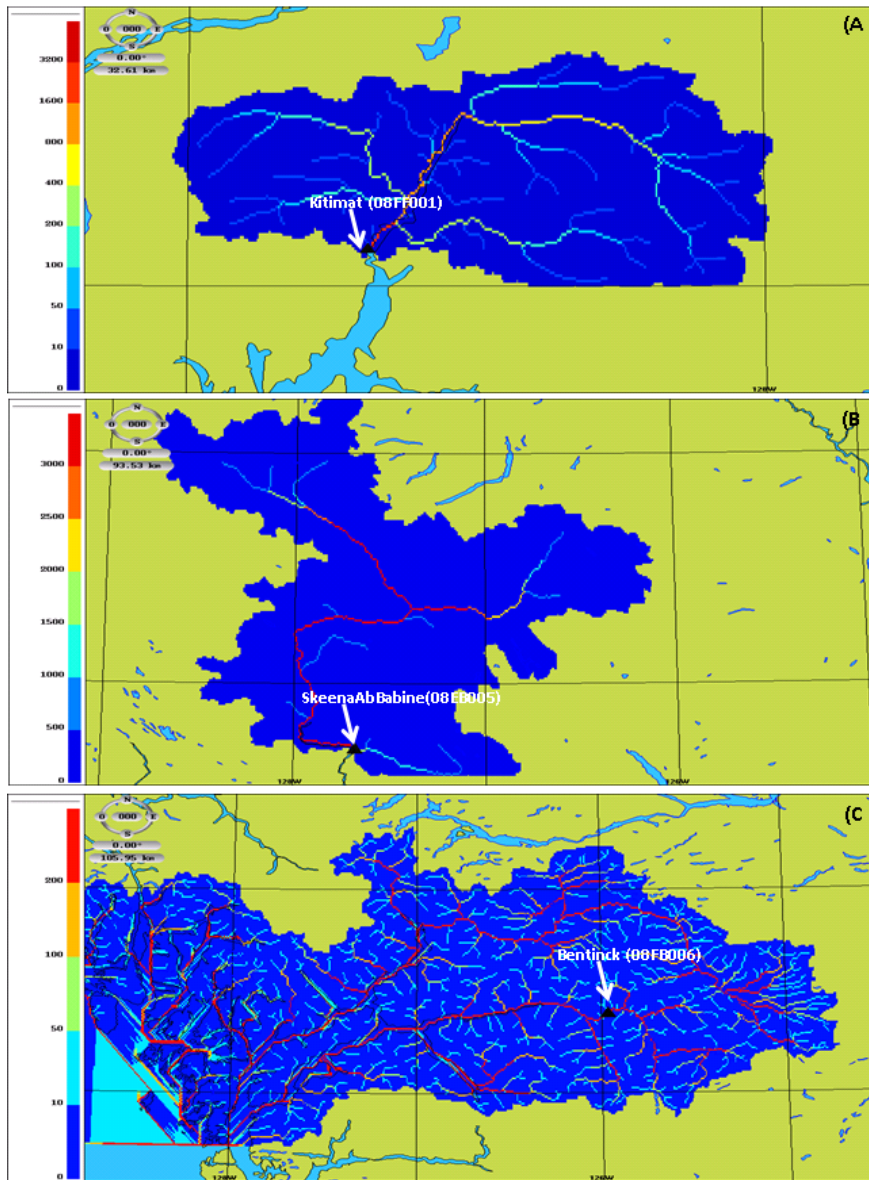 (A
N
O 000 E
S
0.00°
32.61 km
3200
1600
800
400
200
100
50
10
0
Kitimat (08FF001)
120W
(B
N
O 000 E
S
0.00°
93.53 km
3000
2500
2000
1500
1000
500
0
SkeenaAbBabine(08EB005)
120W
120W
(C
N
O 000 E
S
0.00°
105.95 km
200
100
50
10
0
Bentinck (08FB006)
120W
120W